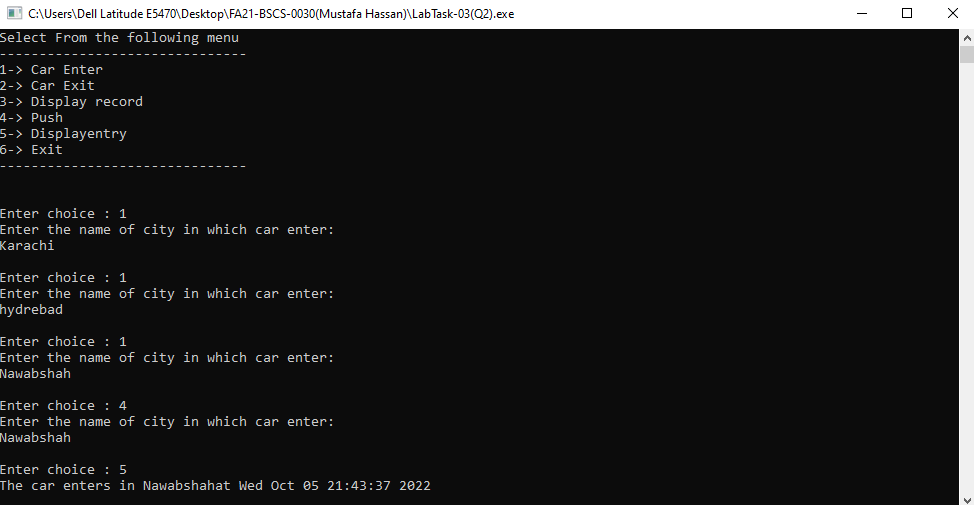 C:\Users\Dell Latitude E5470\Desktop\FA21-BSCS-0030(Mustafa Hassan)\LabTask-03(Q2).exe
Select From the following menu
-------------------------------
1-> Car Enter
2-> Car Exit
3-> Display record
4-> Push
5-> Displayentry
6-> Exit
-------------------------------
Enter choice : 1
Enter the name of city in which car enter:
Karachi
Enter choice : 1
Enter the name of city in which car enter:
hydrebad
Enter choice : 1
Enter the name of city in which car enter:
Nawabshah
Enter choice : 4
Enter the name of city in which car enter:
Nawabshah
Enter choice : 5
The car enters in Nawabshahat Wed Oct 05 21:43:37 2022